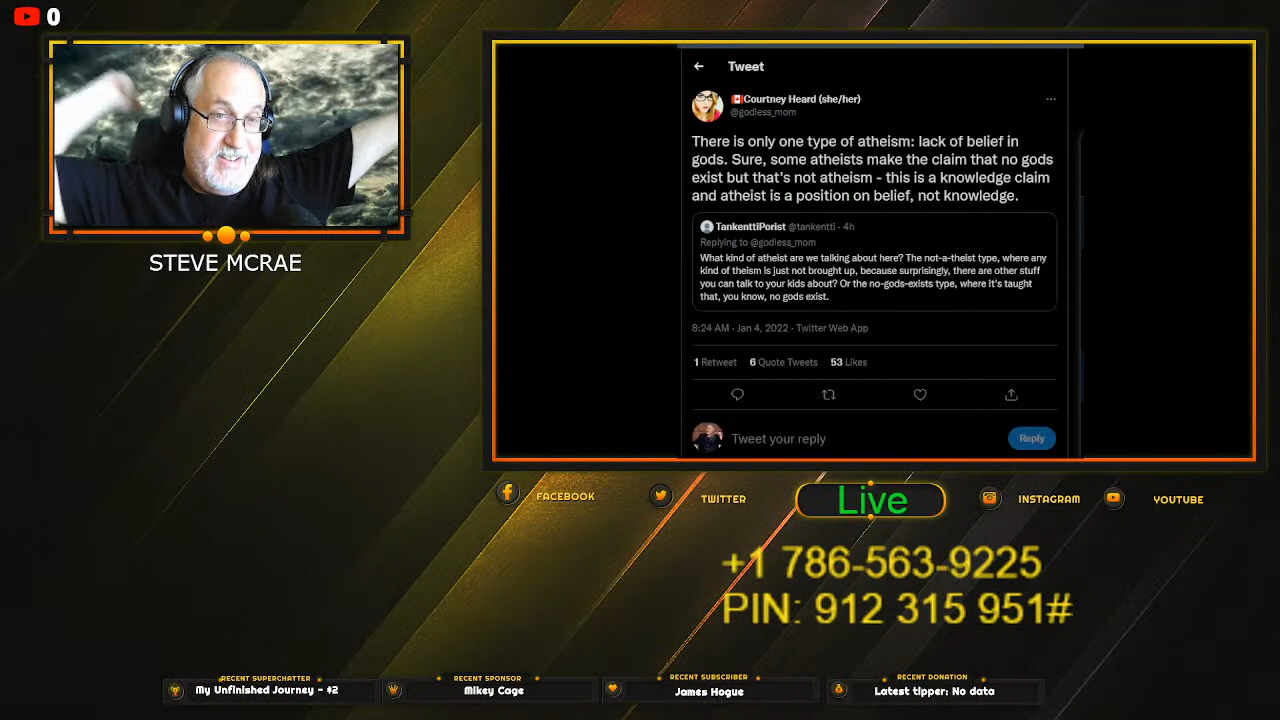 0
STEVE MCRAE
Tweet
Courtney Heard (she/her)
@godless_mom
There is only one type of atheism: lack of belief in
gods. Sure, some atheists make the claim that no gods
exist but that's not atheism - this is a knowledge claim
and atheist is a position on belief, not knowledge.
TankenttiPorist @tankentti · 4h
Replying to @godless_mom
What kind of atheist are we talking about here? The not-a-theist type, where any
kind of theism is just not brought up, because surprisingly, there are other stuff
you can talk to your kids about? Or the no-gods-exists type, where it's taught
that, you know, no gods exist.
8:24 AM · Jan 4, 2022 · Twitter Web App
1 Retweet 6 Quote Tweets 53 Likes
Tweet your reply
Reply
FACEBOOK
TWITTER
Live
INSTAGRAM
YOUTUBE
+1 786-563-9225
PIN: 912 315 951#
RECENT SUPERCHATTER
My Unfinished Journey - $2
RECENT SPONSOR
Mikey Cage
RECENT SUBSCRIBER
James Hogue
RECENT DONATION
Latest tipper: No data